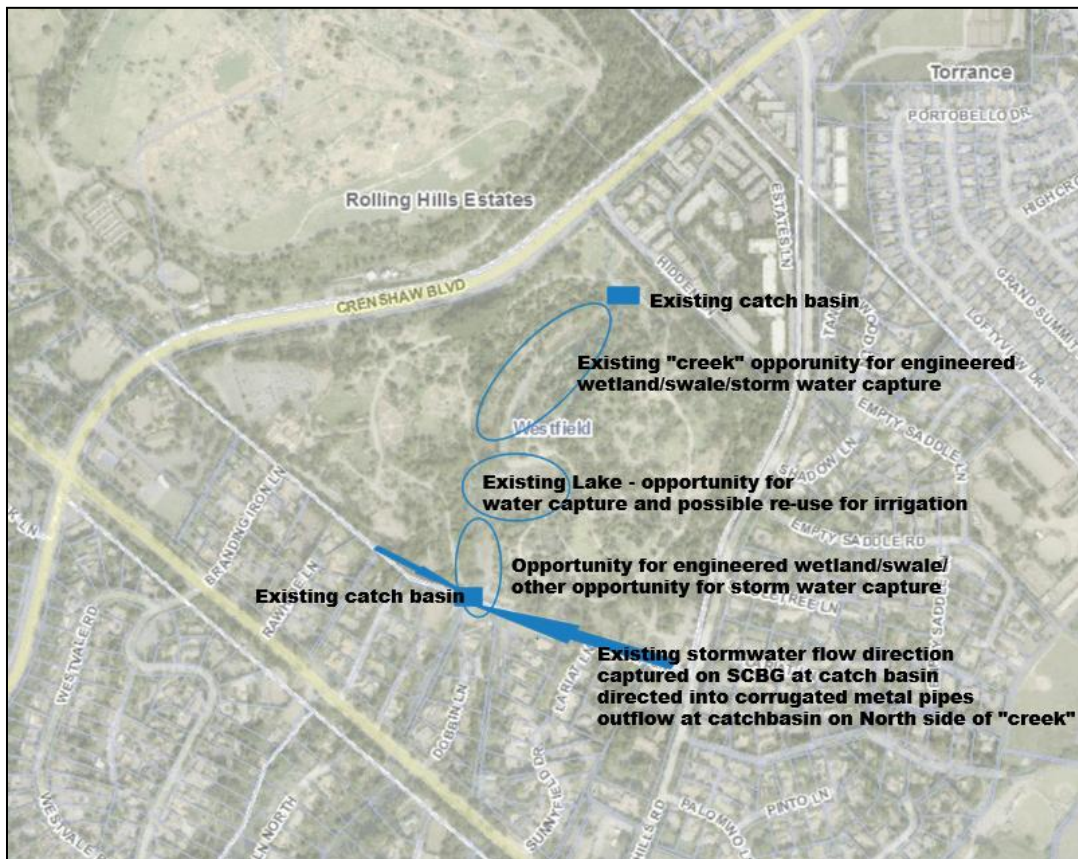 Torrance
PORTOBELLO DR
Rolling Hills Estates
ESTATES LN
GRAND SUMMIT
CRENSHAW BLVD
Existing catch basin
LOFTYVIEW DR
Existing "creek" opporunity for engineered
wetland/swale/storm water capture
Westfield
EMPTY SADDLE LN
SHADOW LN
Existing Lake - opportunity for
water capture and possible re-use for irrigation
BRANDING IRON LN
EMPTY SADDLE RD
Opportunity for engineered wetland/swale/
other opportunity for storm water capture
Existing catch basin
WESTVALE RD
Existing stormwater flow direction
captured on SCBG at catch basin
directed into corrugated metal pipes
outflow at catchbasin on North side of "creek"
DOBBIN LN
SUNNYFIELD DR
PINTO LN
HILLS RD
LN NORTH